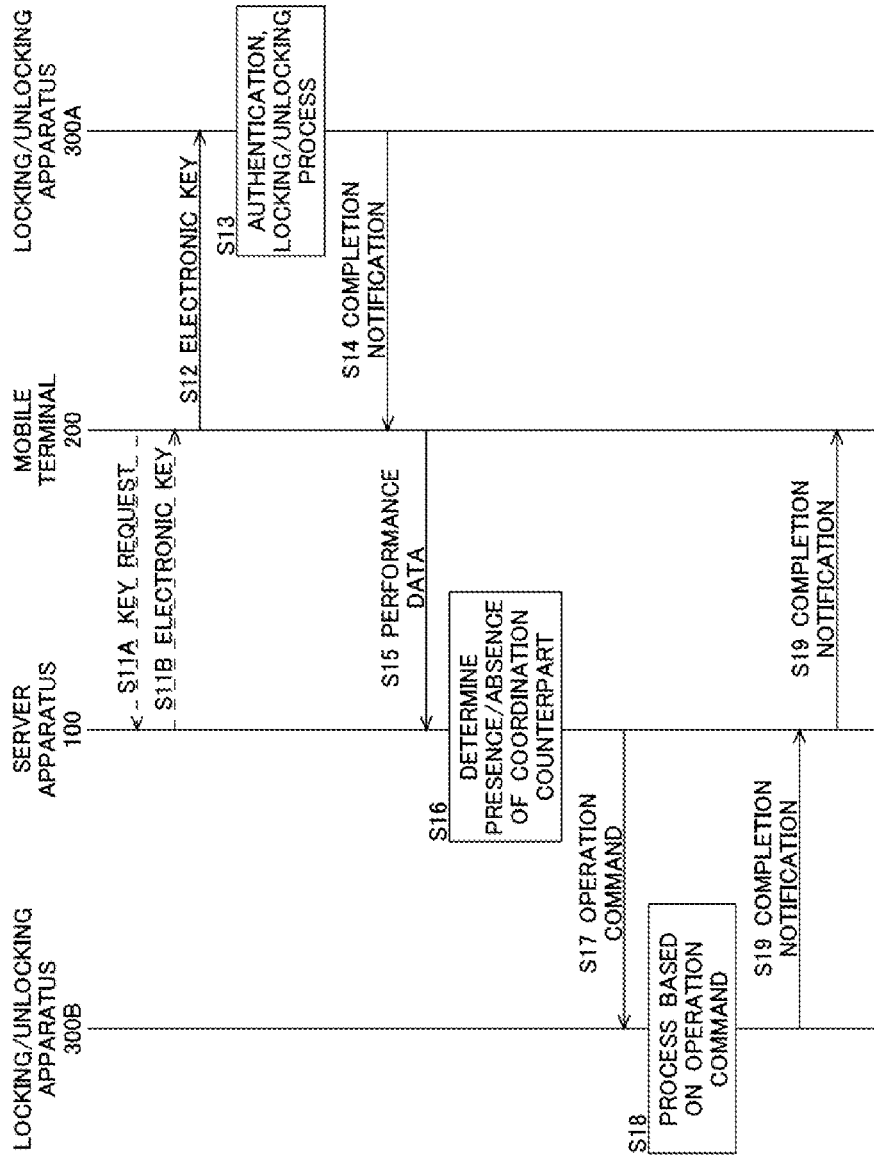 LOCKING/UNLOCKING
APPARATUS
300B
SERVER
APPARATUS
100
MOBILE
TERMINAL
200
LOCKING/UNLOCKING
APPARATUS
300A
S11A KEY REQUEST
S11B ELECTRONIC KEY
S12 ELECTRONIC KEY
S13
AUTHENTICATION,
LOCKING/UNLOCKING
PROCESS
S14 COMPLETION
NOTIFICATION
S15 PERFORMANCE
DATA
S16
DETERMINE
PRESENCE/ABSENCE
OF COORDINATION
COUNTERPART
S17 OPERATION
COMMAND
S18
PROCESS BASED
ON OPERATION
COMMAND
S19 COMPLETION
NOTIFICATION
S19 COMPLETION
NOTIFICATION